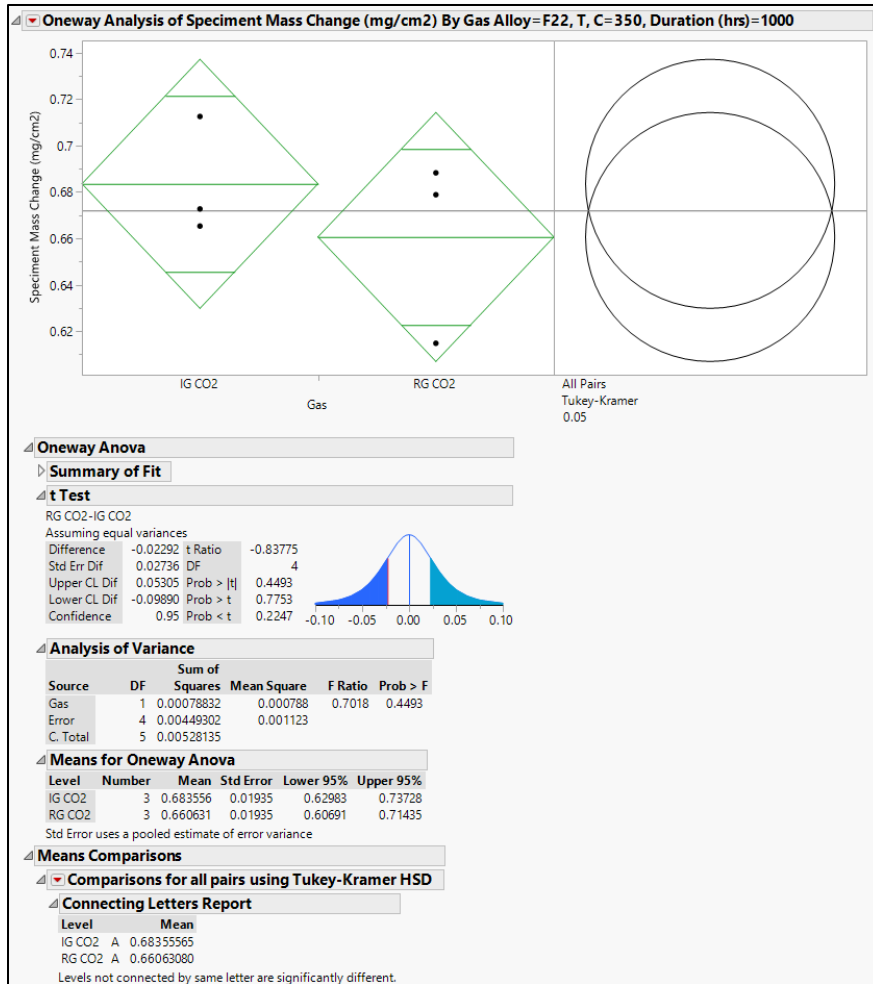 Oneway Analysis of Speciment Mass Change (mg/cm2) By Gas Alloy=F22, T, C=350, Duration (hrs)=1000
0.74
0.72
0.7
0.68
0.66
0.64
0.62
Speciment Mass Change (mg/cm2)
IG CO2 RG CO2
Gas
All Pairs
Tukey-Kramer
0.05
Oneway Anova
Summary of Fit
t Test
RG CO2-IG CO2
Assuming equal variances
Difference -0.02292 t Ratio -0.83775
Std Err Dif 0.02736 DF 4
Upper CL Dif 0.05305 Prob > |t| 0.4493
Lower CL Dif -0.09890 Prob > t 0.7753
Confidence 0.95 Prob < t 0.2247
-0.10 -0.05 0.00 0.05 0.10
Analysis of Variance
Source DF Sum of Squares Mean Square F Ratio Prob > F
Gas 1 0.00078832 0.000788 0.7018 0.4493
Error 4 0.00449302 0.001123
C. Total 5 0.00528135
Means for Oneway Anova
Level Number Mean Std Error Lower 95% Upper 95%
IG CO2 3 0.683556 0.01935 0.62983 0.73728
RG CO2 3 0.660631 0.01935 0.60691 0.71435
Std Error uses a pooled estimate of error variance
Means Comparisons
Comparisons for all pairs using Tukey-Kramer HSD
Connecting Letters Report
Level Mean
IG CO2 A 0.68355565
RG CO2 A 0.66063080
Levels not connected by same letter are significantly different.